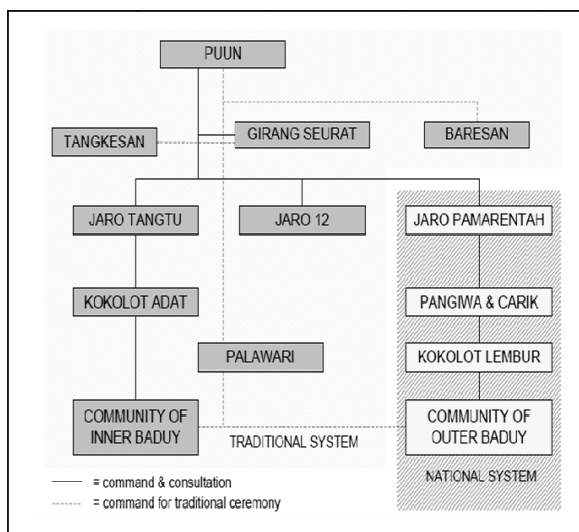 PUUN
TANGKESAN
GIRANG SEURAT
BARESAN
JARO TANGTU
JARO 12
JARO PAMARENTAH
KOKOLOT ADAT
PANGIWA & CARIK
PALAWARI
KOKOLOT LEMBUR
COMMUNITY OF
INNER BADUY
COMMUNITY OF
OUTER BADUY
TRADITIONAL SYSTEM
NATIONAL SYSTEM
= command & consultation
= command for traditional ceremony